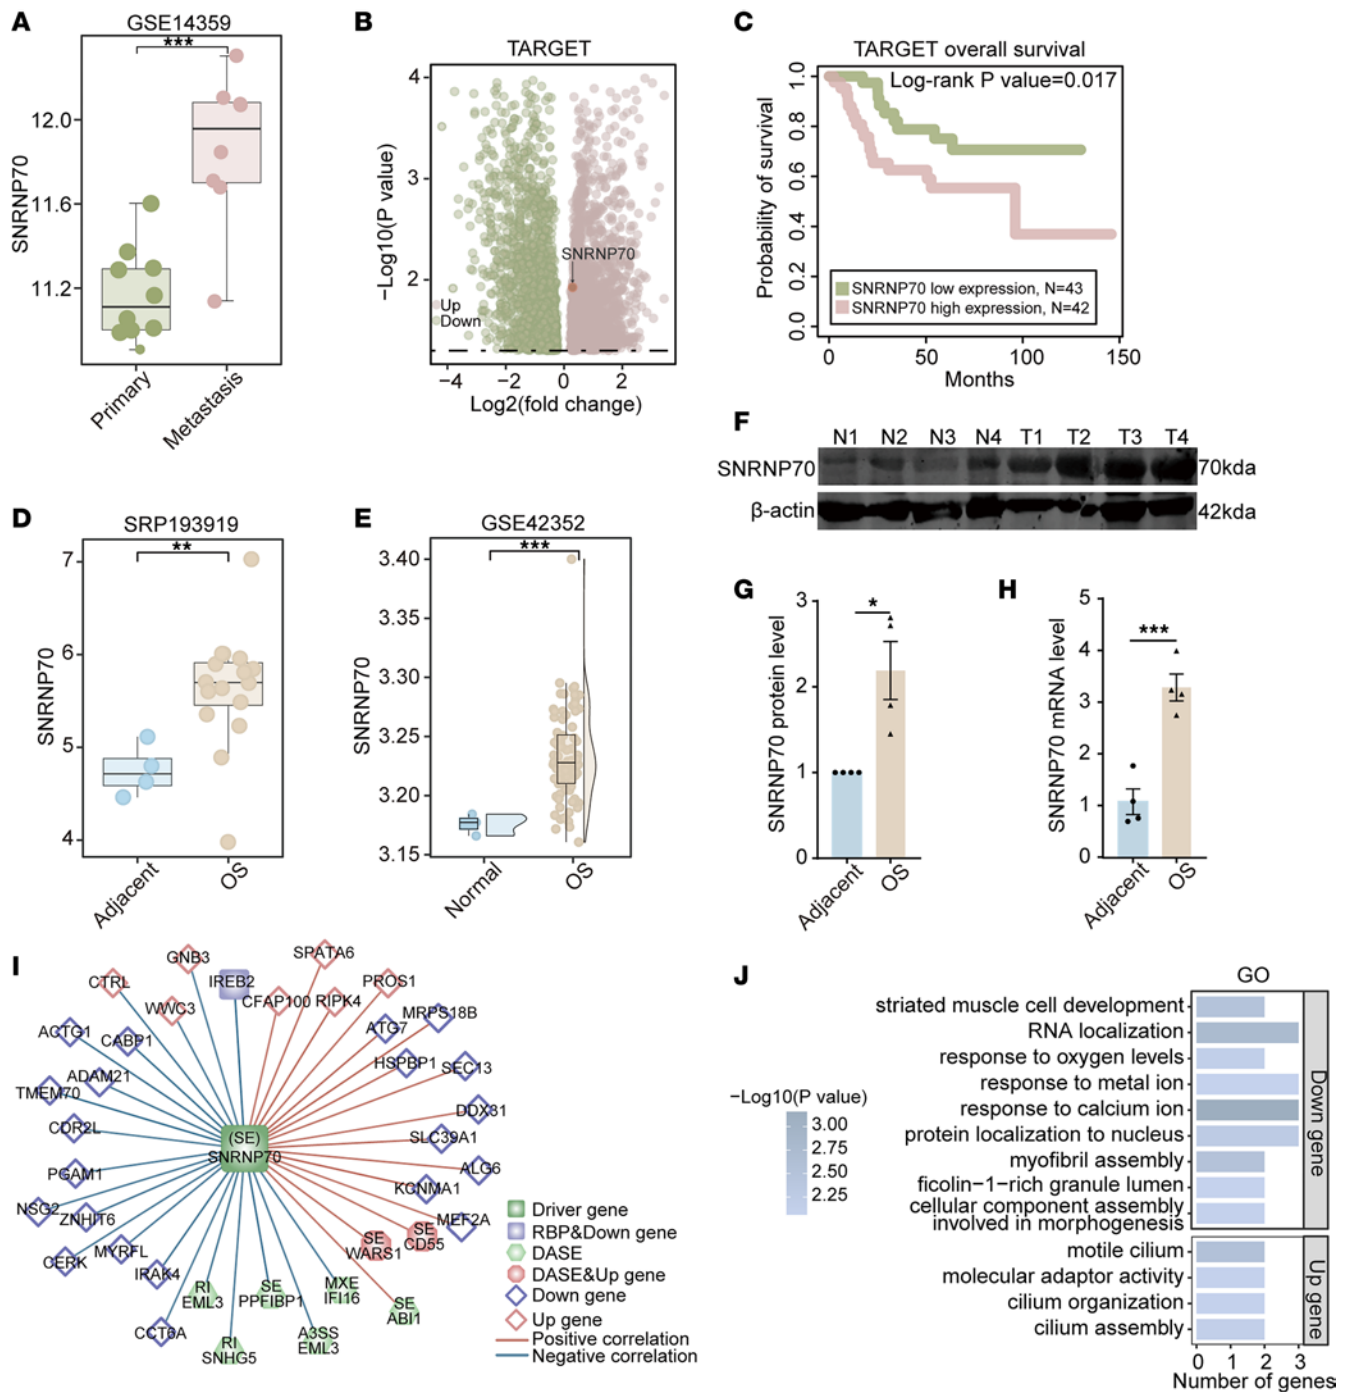 A
GSE14359
***
SNRNP70
12.0
11.6
11.2
Primary
Metastasis
B
TARGET
−Log10(P value)
4
3
2
SNRNP70
Up
Down
−4
−2
0
2
Log2(fold change)
C
TARGET overall survival
Log-rank P value=0.017
Probability of survival
1.0
0.8
0.6
0.4
0.2
0.0
SNRNP70 low expression, N=43
SNRNP70 high expression, N=42
0
50
100
150
Months
D
SRP193919
**
SNRNP70
7
6
5
4
Adjacent
OS
E
GSE42352
***
SNRNP70
3.40
3.35
3.30
3.25
3.20
3.15
Normal
OS
F
N1 N2 N3 N4 T1 T2 T3 T4
SNRNP70 70kda
β-actin 42kda
G
SNRNP70 protein level
3
2
1
0
*
Adjacent
OS
H
SNRNP70 mRNA level
5
4
3
2
1
0
***
Adjacent
OS
I
GNB3
SPATA6
CTRL
IREB2
PROS1
WWC3
CFAP100
RIPK4
MRPS18B
ACTG1
CABP1
ATG7
HSPBP1
SEC13
ADAM21
TMEM70
DDX31
CDR2L
SLC39A1
(SE)
SNRNP70
PGAM1
ALG6
KCNMA1
NSG2
ZNHIT6
MEF2A
SE
CD55
SE
WARS1
CERK
MYRFL
IRAK4
RI
EML3
SE
PPFIBP1
MXE
IFI16
SE
ABI1
CCT6A
RI
SNHG5
A3SS
EML3
Driver gene
RBP&Down gene
DASE
DASE&Up gene
Down gene
Up gene
Positive correlation
Negative correlation
J
GO
−Log10(P value)
3.00
2.75
2.50
2.25
striated muscle cell development
RNA localization
response to oxygen levels
response to metal ion
response to calcium ion
protein localization to nucleus
myofibril assembly
ficolin−1−rich granule lumen
cellular component assembly
involved in morphogenesis
motile cilium
molecular adaptor activity
cilium organization
cilium assembly
Down gene
Up gene
0 1 2 3
Number of genes